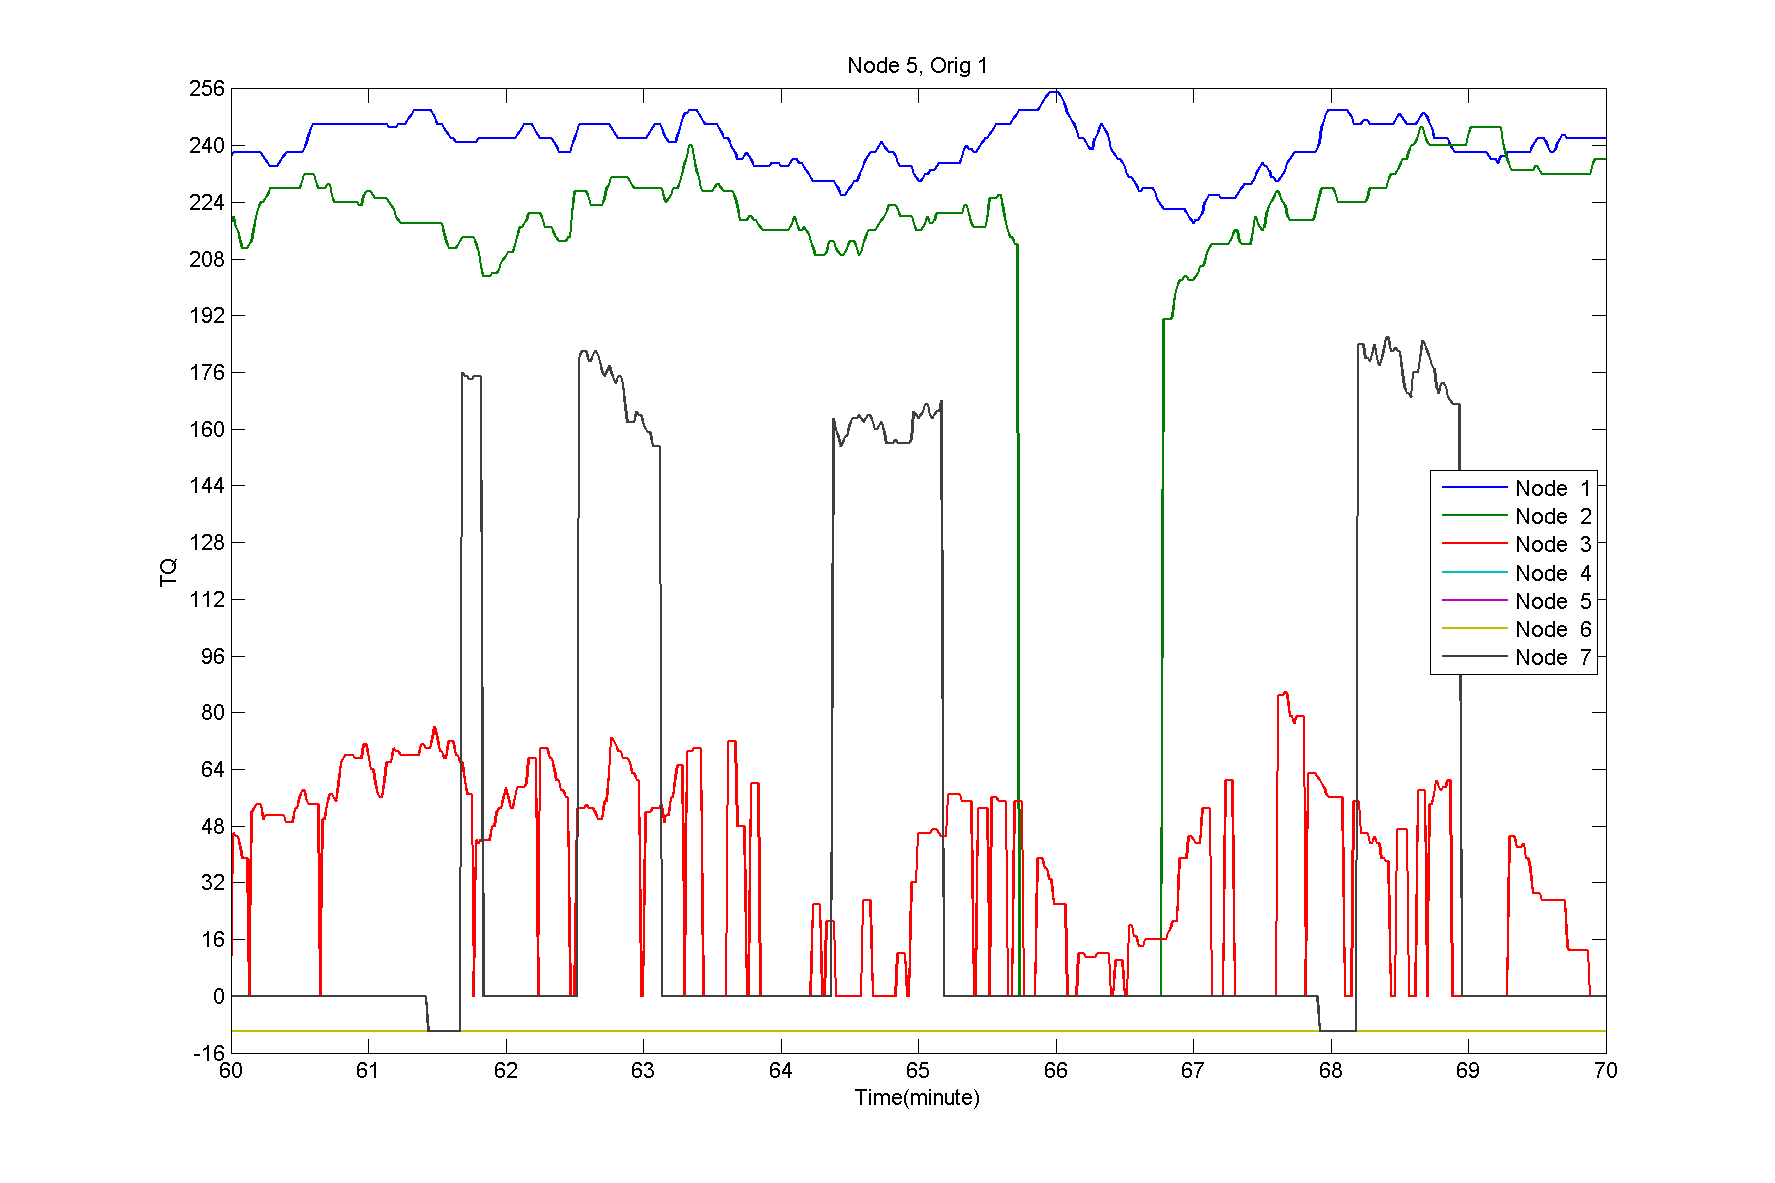 Node 5, Orig 1
256
240
224
208
192
176
160
144
128
112
96
80
64
48
32
16
0
-16
TQ
Node 1
Node 2
Node 3
Node 4
Node 5
Node 6
Node 7
60 61 62 63 64 65 66 67 68 69 70
Time(minute)